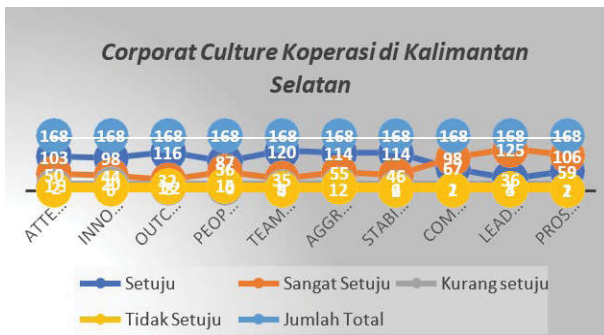 Corporat Culture Koperasi di Kalimantan
Selatan
168 168 168 168 168 168 168 168 168 168
103 98 116 87 120 114 114 98 125 106
50 56 35 55 46 67 36 59
12
ATTE... INNO... OUTC... PEOP... TEAM... AGGR... STABI... COM... LEAD... PROS...
Setuju Sangat Setuju Kurang setuju
Tidak Setuju Jumlah Total